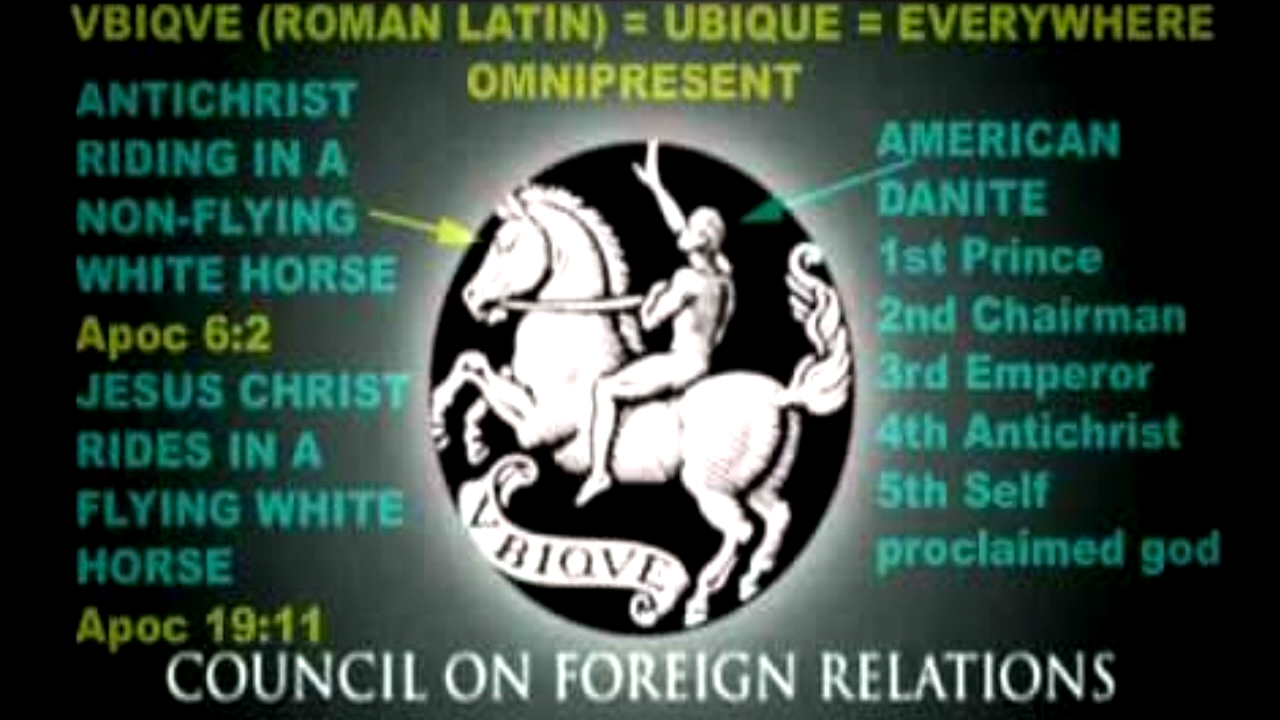 VBIQVE (ROMAN LATIN) = UBIQUE = EVERYWHERE
OMNIPRESENT
ANTICHRIST
RIDING IN A
NON-FLYING
WHITE HORSE
Apoc 6:2
JESUS CHRIST
RIDES IN A
FLYING WHITE
HORSE
Apoc 19:11
AMERICAN
DANITE
1st Prince
2nd Chairman
3rd Emperor
4th Antichrist
5th Self
proclaimed god
VBIQVE
COUNCIL ON FOREIGN RELATIONS